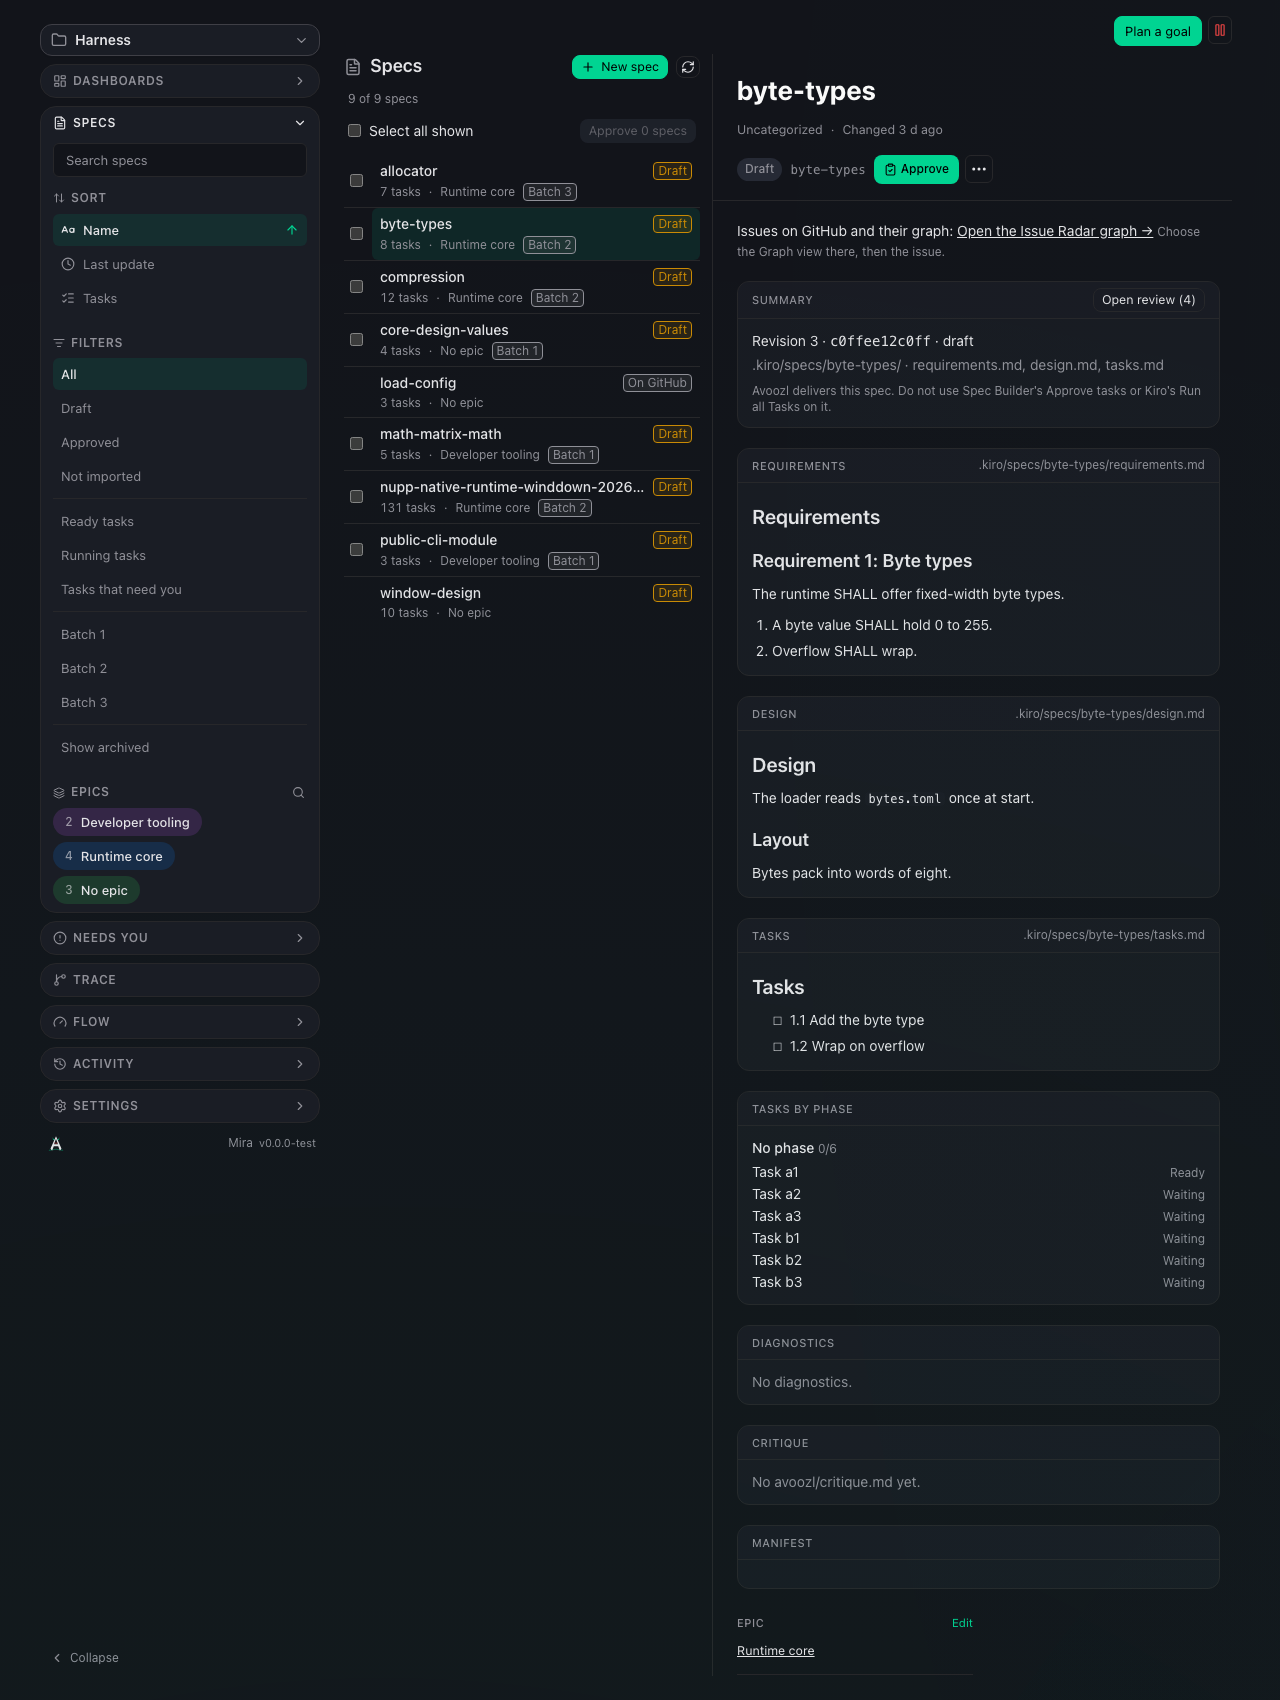 Harness
DASHBOARDS
SPECS
Search specs
SORT
Aa Name
Last update
Tasks
FILTERS
All
Draft
Approved
Not imported
Ready tasks
Running tasks
Tasks that need you
Batch 1
Batch 2
Batch 3
Show archived
EPICS
2 Developer tooling
4 Runtime core
3 No epic
NEEDS YOU
TRACE
FLOW
ACTIVITY
SETTINGS
A Mira v0.0.0-test
Collapse
Specs
New spec
9 of 9 specs
Select all shown
Approve 0 specs
allocator Draft
7 tasks · Runtime core Batch 3
byte-types Draft
8 tasks · Runtime core Batch 2
compression Draft
12 tasks · Runtime core Batch 2
core-design-values Draft
4 tasks · No epic Batch 1
load-config On GitHub
3 tasks · No epic
math-matrix-math Draft
5 tasks · Developer tooling Batch 1
nupp-native-runtime-winddown-2026... Draft
131 tasks · Runtime core Batch 2
public-cli-module Draft
3 tasks · Developer tooling Batch 1
window-design Draft
10 tasks · No epic
Plan a goal
byte-types
Uncategorized · Changed 3 d ago
Draft byte-types Approve
Issues on GitHub and their graph: Open the Issue Radar graph → Choose
the Graph view there, then the issue.
SUMMARY Open review (4)
Revision 3 · c0ffee12c0ff · draft
.kiro/specs/byte-types/ · requirements.md, design.md, tasks.md
Avoozl delivers this spec. Do not use Spec Builder's Approve tasks or Kiro's Run
all Tasks on it.
REQUIREMENTS .kiro/specs/byte-types/requirements.md
Requirements
Requirement 1: Byte types
The runtime SHALL offer fixed-width byte types.
1. A byte value SHALL hold 0 to 255.
2. Overflow SHALL wrap.
DESIGN .kiro/specs/byte-types/design.md
Design
The loader reads bytes.toml once at start.
Layout
Bytes pack into words of eight.
TASKS .kiro/specs/byte-types/tasks.md
Tasks
1.1 Add the byte type
1.2 Wrap on overflow
TASKS BY PHASE
No phase 0/6
Task a1 Ready
Task a2 Waiting
Task a3 Waiting
Task b1 Waiting
Task b2 Waiting
Task b3 Waiting
DIAGNOSTICS
No diagnostics.
CRITIQUE
No avoozl/critique.md yet.
MANIFEST
EPIC Edit
Runtime core